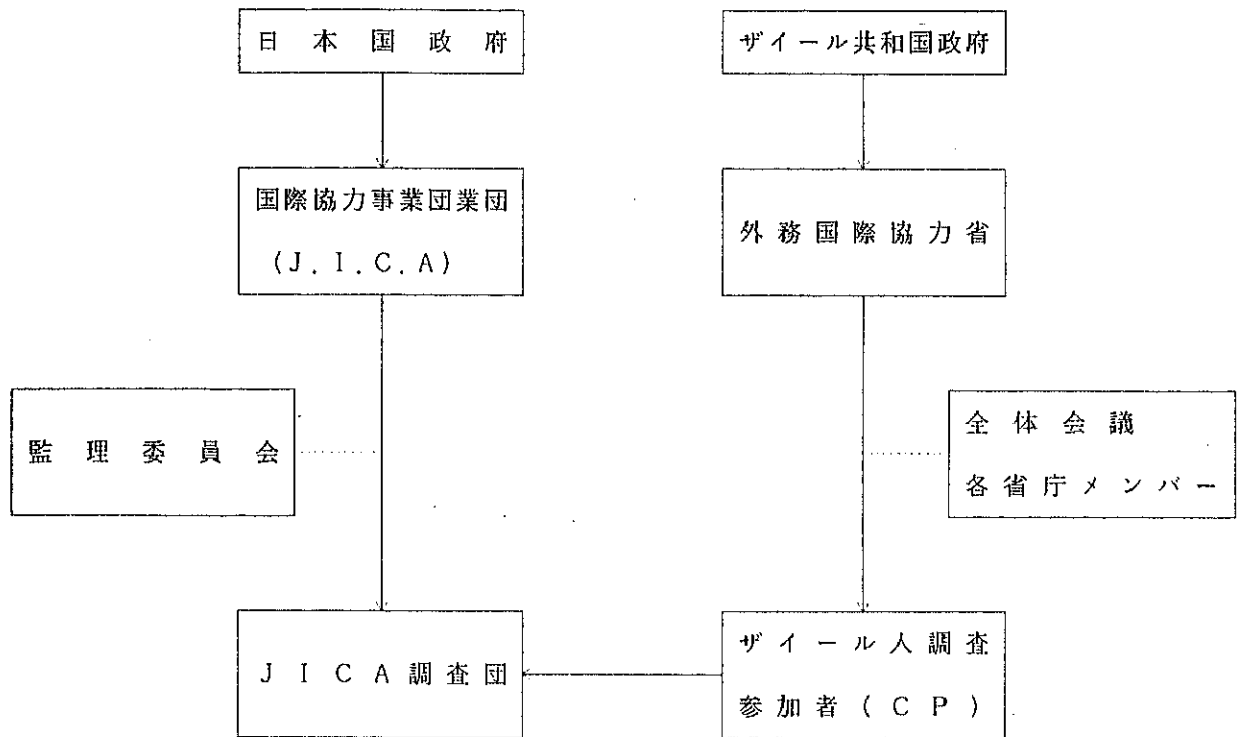 日本国政府
ザイール共和国政府
国際協力事業団業団
(J.I.C.A)
外務国際協力省
監理委員会
全体会議
各省庁メンバー
JICA調査団
ザイール人調査
参加者(CP)